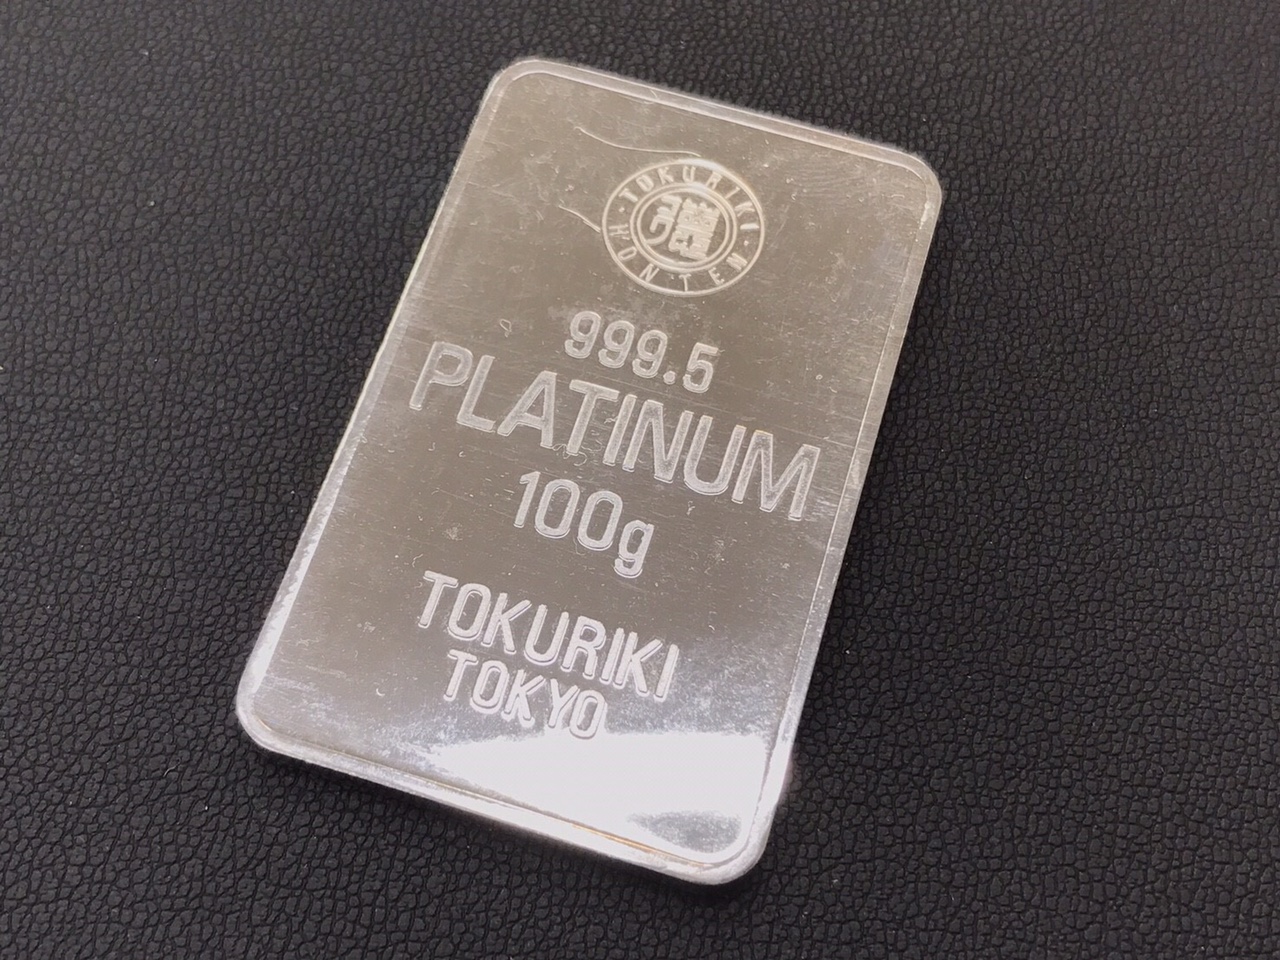 TOKURIKI
HONTEN
999.5
PLATINUM
100g
TOKURIKI
TOKYO